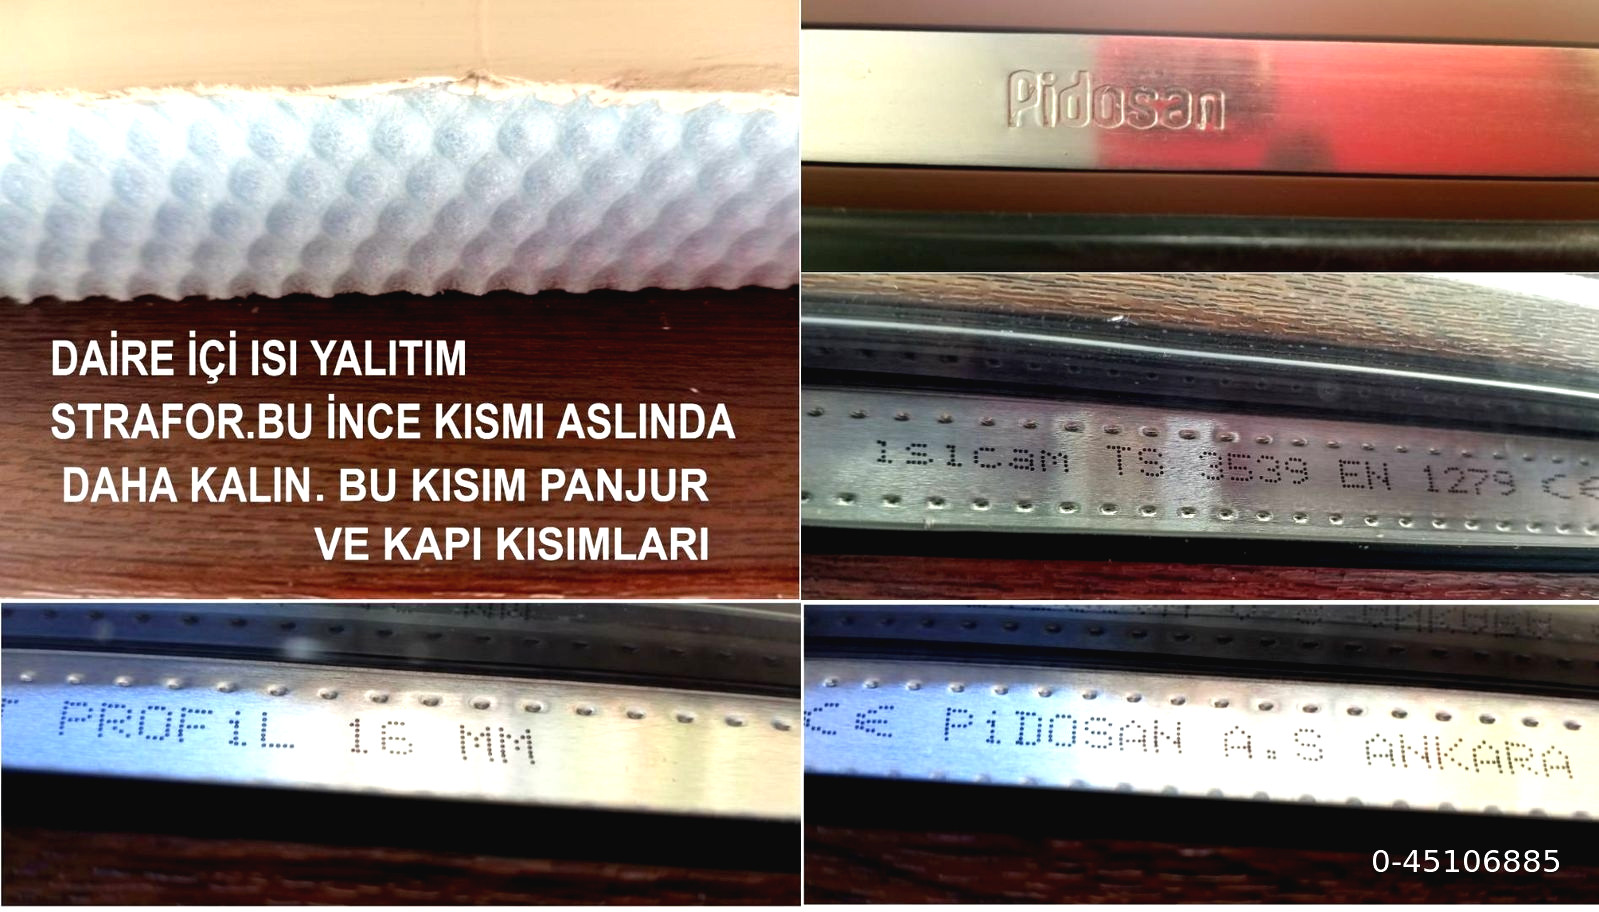 DAİRE İÇİ ISI YALITIM
STRAFOR.BU İNCE KISMI ASLINDA
DAHA KALIN. BU KISIM PANJUR
VE KAPI KISIMLARI
Pidosan
ısıcam TS 3539 EN 1279 C€
PROFiL 16 MM
C€ PiDOSAN A.S ANKARA
0-45106885